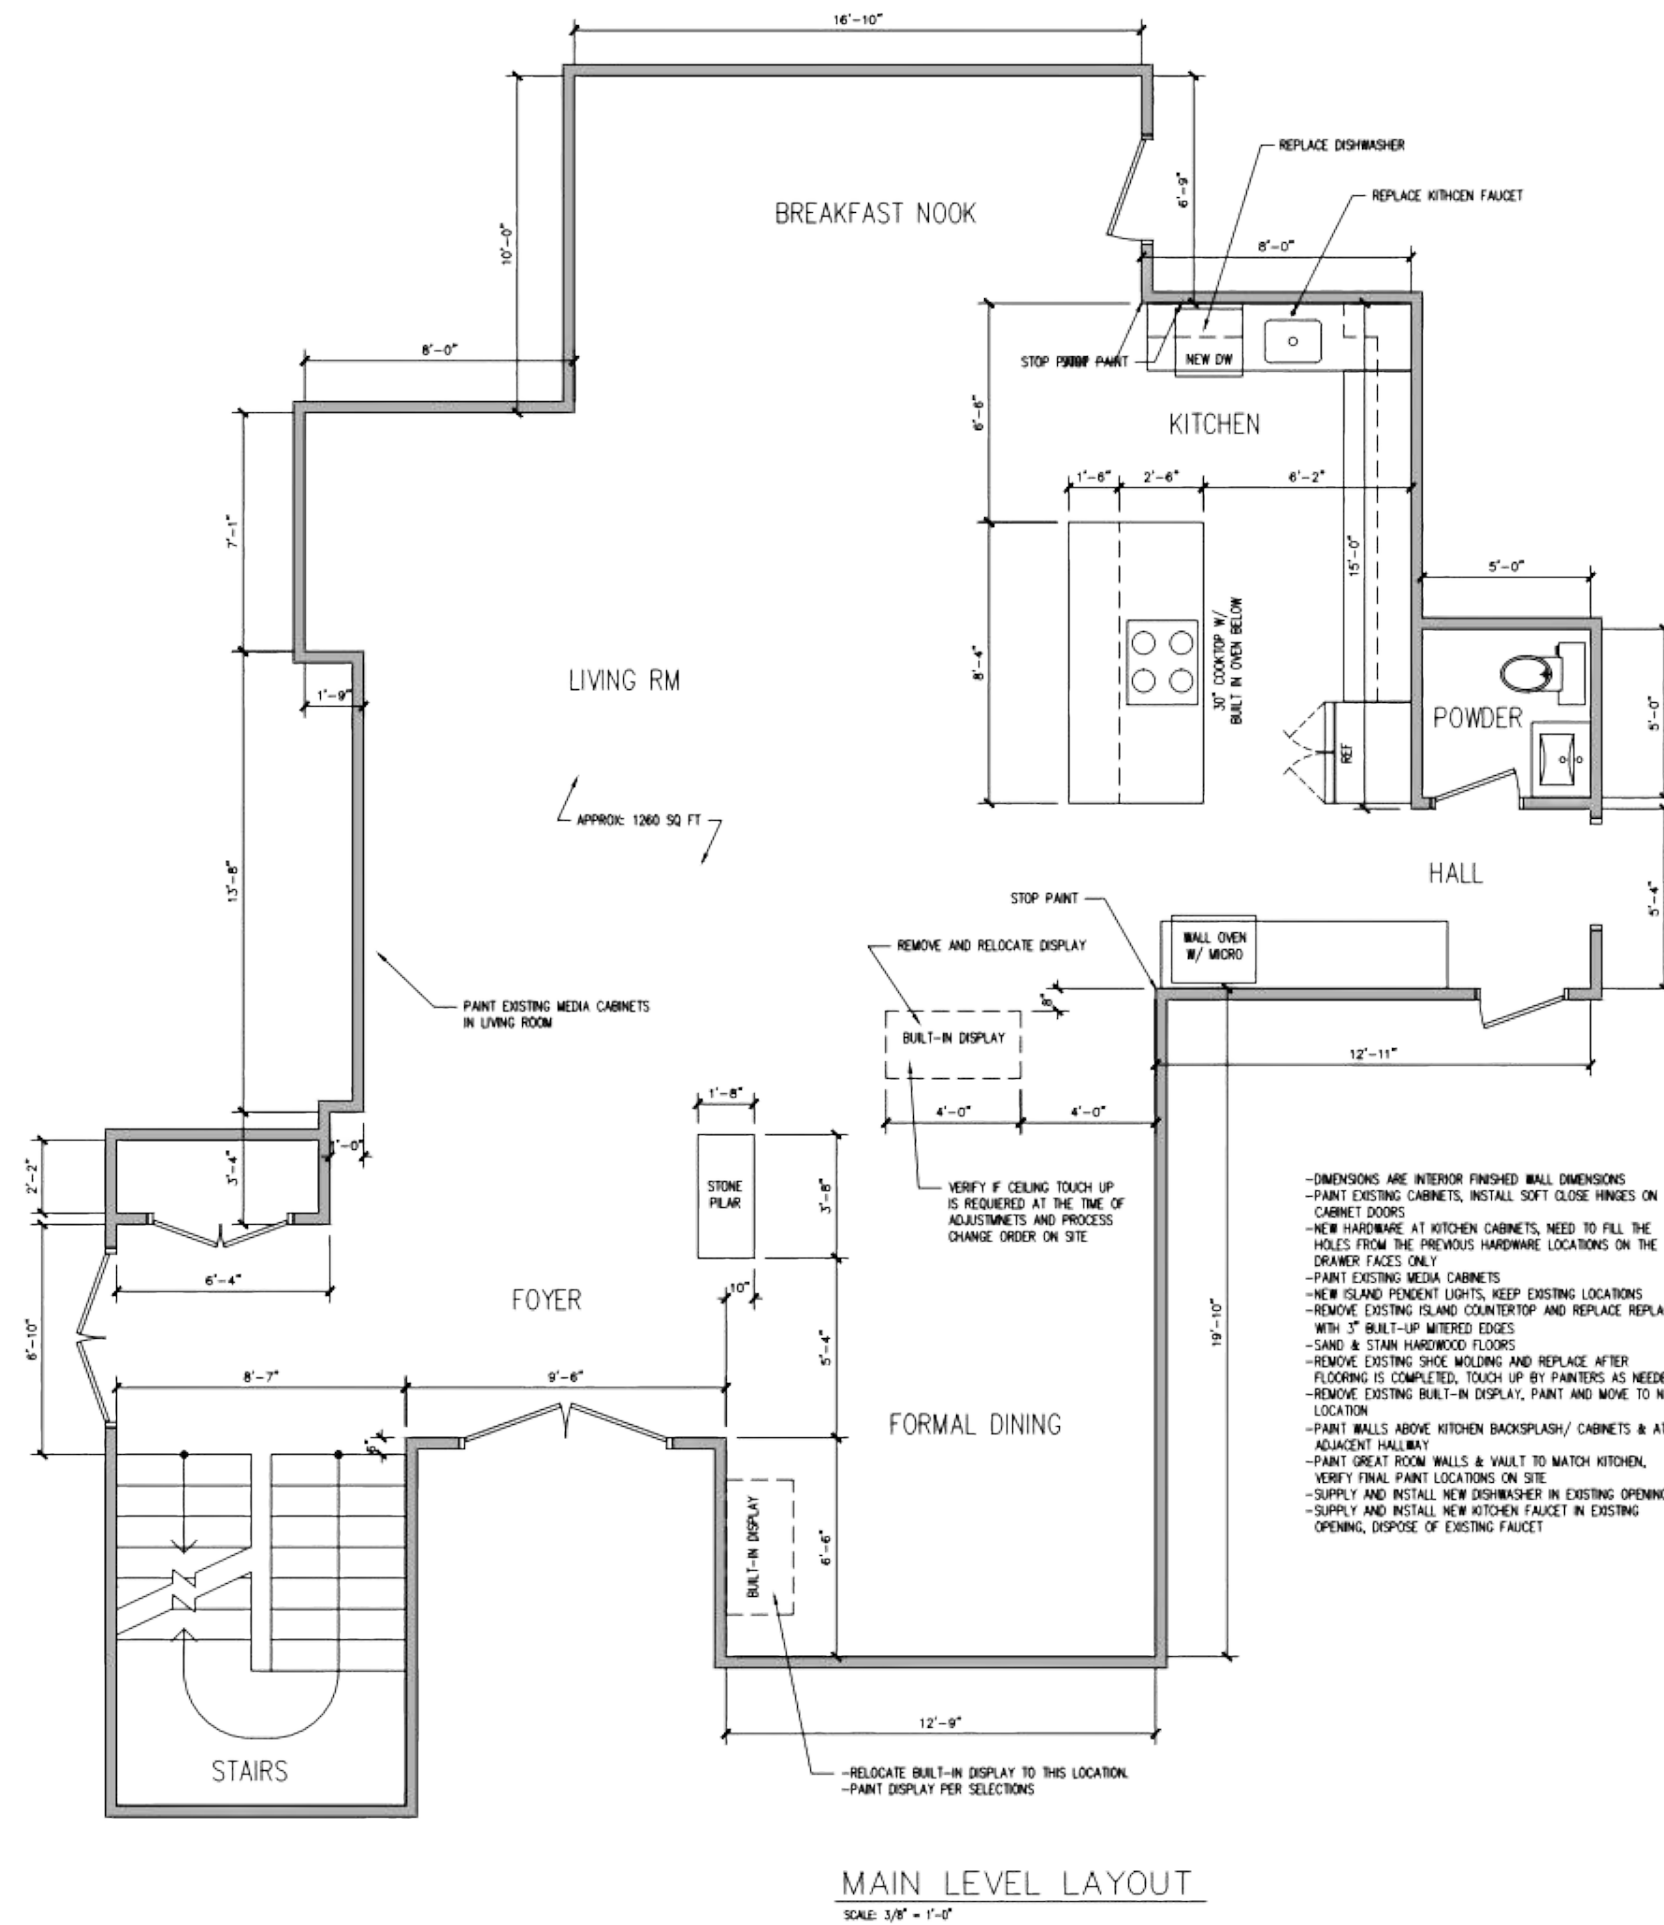 16'-10"
REPLACE DISHWASHER
REPLACE KITHCEN FAUCET
BREAKFAST NOOK
10'-0"
6'-9"
8'-0"
8'-0"
STOP PAINT
NEW DW
6'-6"
KITCHEN
1'-6"
2'-6"
6'-2"
7'-1"
15'-0"
5'-0"
30" COOKTOP W/
BUILT IN OVEN BELOW
8'-4"
LIVING RM
1'-9"
POWDER
5'-0"
REF
APPROX: 1260 SQ FT
HALL
13'-8"
5'-4"
STOP PAINT
WALL OVEN
W/ MICRO
REMOVE AND RELOCATE DISPLAY
PAINT EXISTING MEDIA CABINETS
IN LIVING ROOM
8"
BUILT-IN DISPLAY
12'-11"
1'-8"
4'-0"
4'-0"
2'-2"
3'-4"
1'-0"
STONE
PILAR
3'-8"
VERIFY IF CEILING TOUCH UP
IS REQUIERED AT THE TIME OF
ADJUSTMNETS AND PROCESS
CHANGE ORDER ON SITE
-DIMENSIONS ARE INTERIOR FINISHED WALL DIMENSIONS
-PAINT EXISTING CABINETS, INSTALL SOFT CLOSE HINGES ON
CABINET DOORS
-NEW HARDWARE AT KITCHEN CABINETS, NEED TO FILL THE
HOLES FROM THE PREVIOUS HARDWARE LOCATIONS ON THE
DRAWER FACES ONLY
-PAINT EXISTING MEDIA CABINETS
-NEW ISLAND PENDENT LIGHTS, KEEP EXISTING LOCATIONS
-REMOVE EXISTING ISLAND COUNTERTOP AND REPLACE REPLA
WITH 3" BUILT-UP MITERED EDGES
-SAND & STAIN HARDWOOD FLOORS
-REMOVE EXISTING SHOE MOLDING AND REPLACE AFTER
FLOORING IS COMPLETED, TOUCH UP BY PAINTERS AS NEEDE
-REMOVE EXISTING BUILT-IN DISPLAY, PAINT AND MOVE TO N
LOCATION
-PAINT WALLS ABOVE KITCHEN BACKSPLASH/ CABINETS & AT
ADJACENT HALLWAY
-PAINT GREAT ROOM WALLS & VAULT TO MATCH KITCHEN,
VERIFY FINAL PAINT LOCATIONS ON SITE
-SUPPLY AND INSTALL NEW DISHWASHER IN EXISTING OPENING
-SUPPLY AND INSTALL NEW KITCHEN FAUCET IN EXISTING
OPENING, DISPOSE OF EXISTING FAUCET
6'-4"
10"
FOYER
6'-10"
5'-4"
19'-10"
8'-7"
9'-6"
FORMAL DINING
BUILT-IN DISPLAY
6'-6"
12'-9"
STAIRS
-RELOCATE BUILT-IN DISPLAY TO THIS LOCATION.
-PAINT DISPLAY PER SELECTIONS
MAIN LEVEL LAYOUT
SCALE: 3/8" = 1'-0"